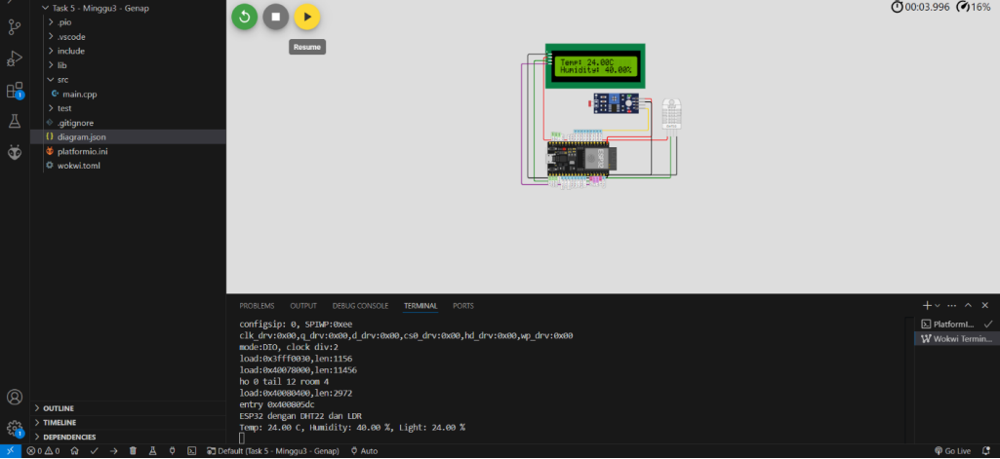 Task 5 - Minggu3 - Genap
.pio
.vscode
include
lib
src
main.cpp
test
.gitignore
diagram.json
platformio.ini
wokwi.toml
OUTLINE
TIMELINE
DEPENDENCIES
1
1
Resume
00:03.996 16%
Temp: 24.00C
Humidity: 40.00%
PROBLEMS OUTPUT DEBUG CONSOLE TERMINAL PORTS
configsip: 0, SPIWP:0xee
clk_drv:0x00,q_drv:0x00,d_drv:0x00,cs0_drv:0x00,hd_drv:0x00,wp_drv:0x00
mode:DIO, clock div:2
load:0x3fff0030,len:1156
load:0x40078000,len:11456
ho 0 tail 12 room 4
load:0x40080400,len:2972
entry 0x400805dc
ESP32 dengan DHT22 dan LDR
Temp: 24.00 C, Humidity: 40.00 %, Light: 24.00 %
PlatformI...
Wokwi Termin...
0 0 Default (Task 5 - Minggu3 - Genap) Auto Go Live